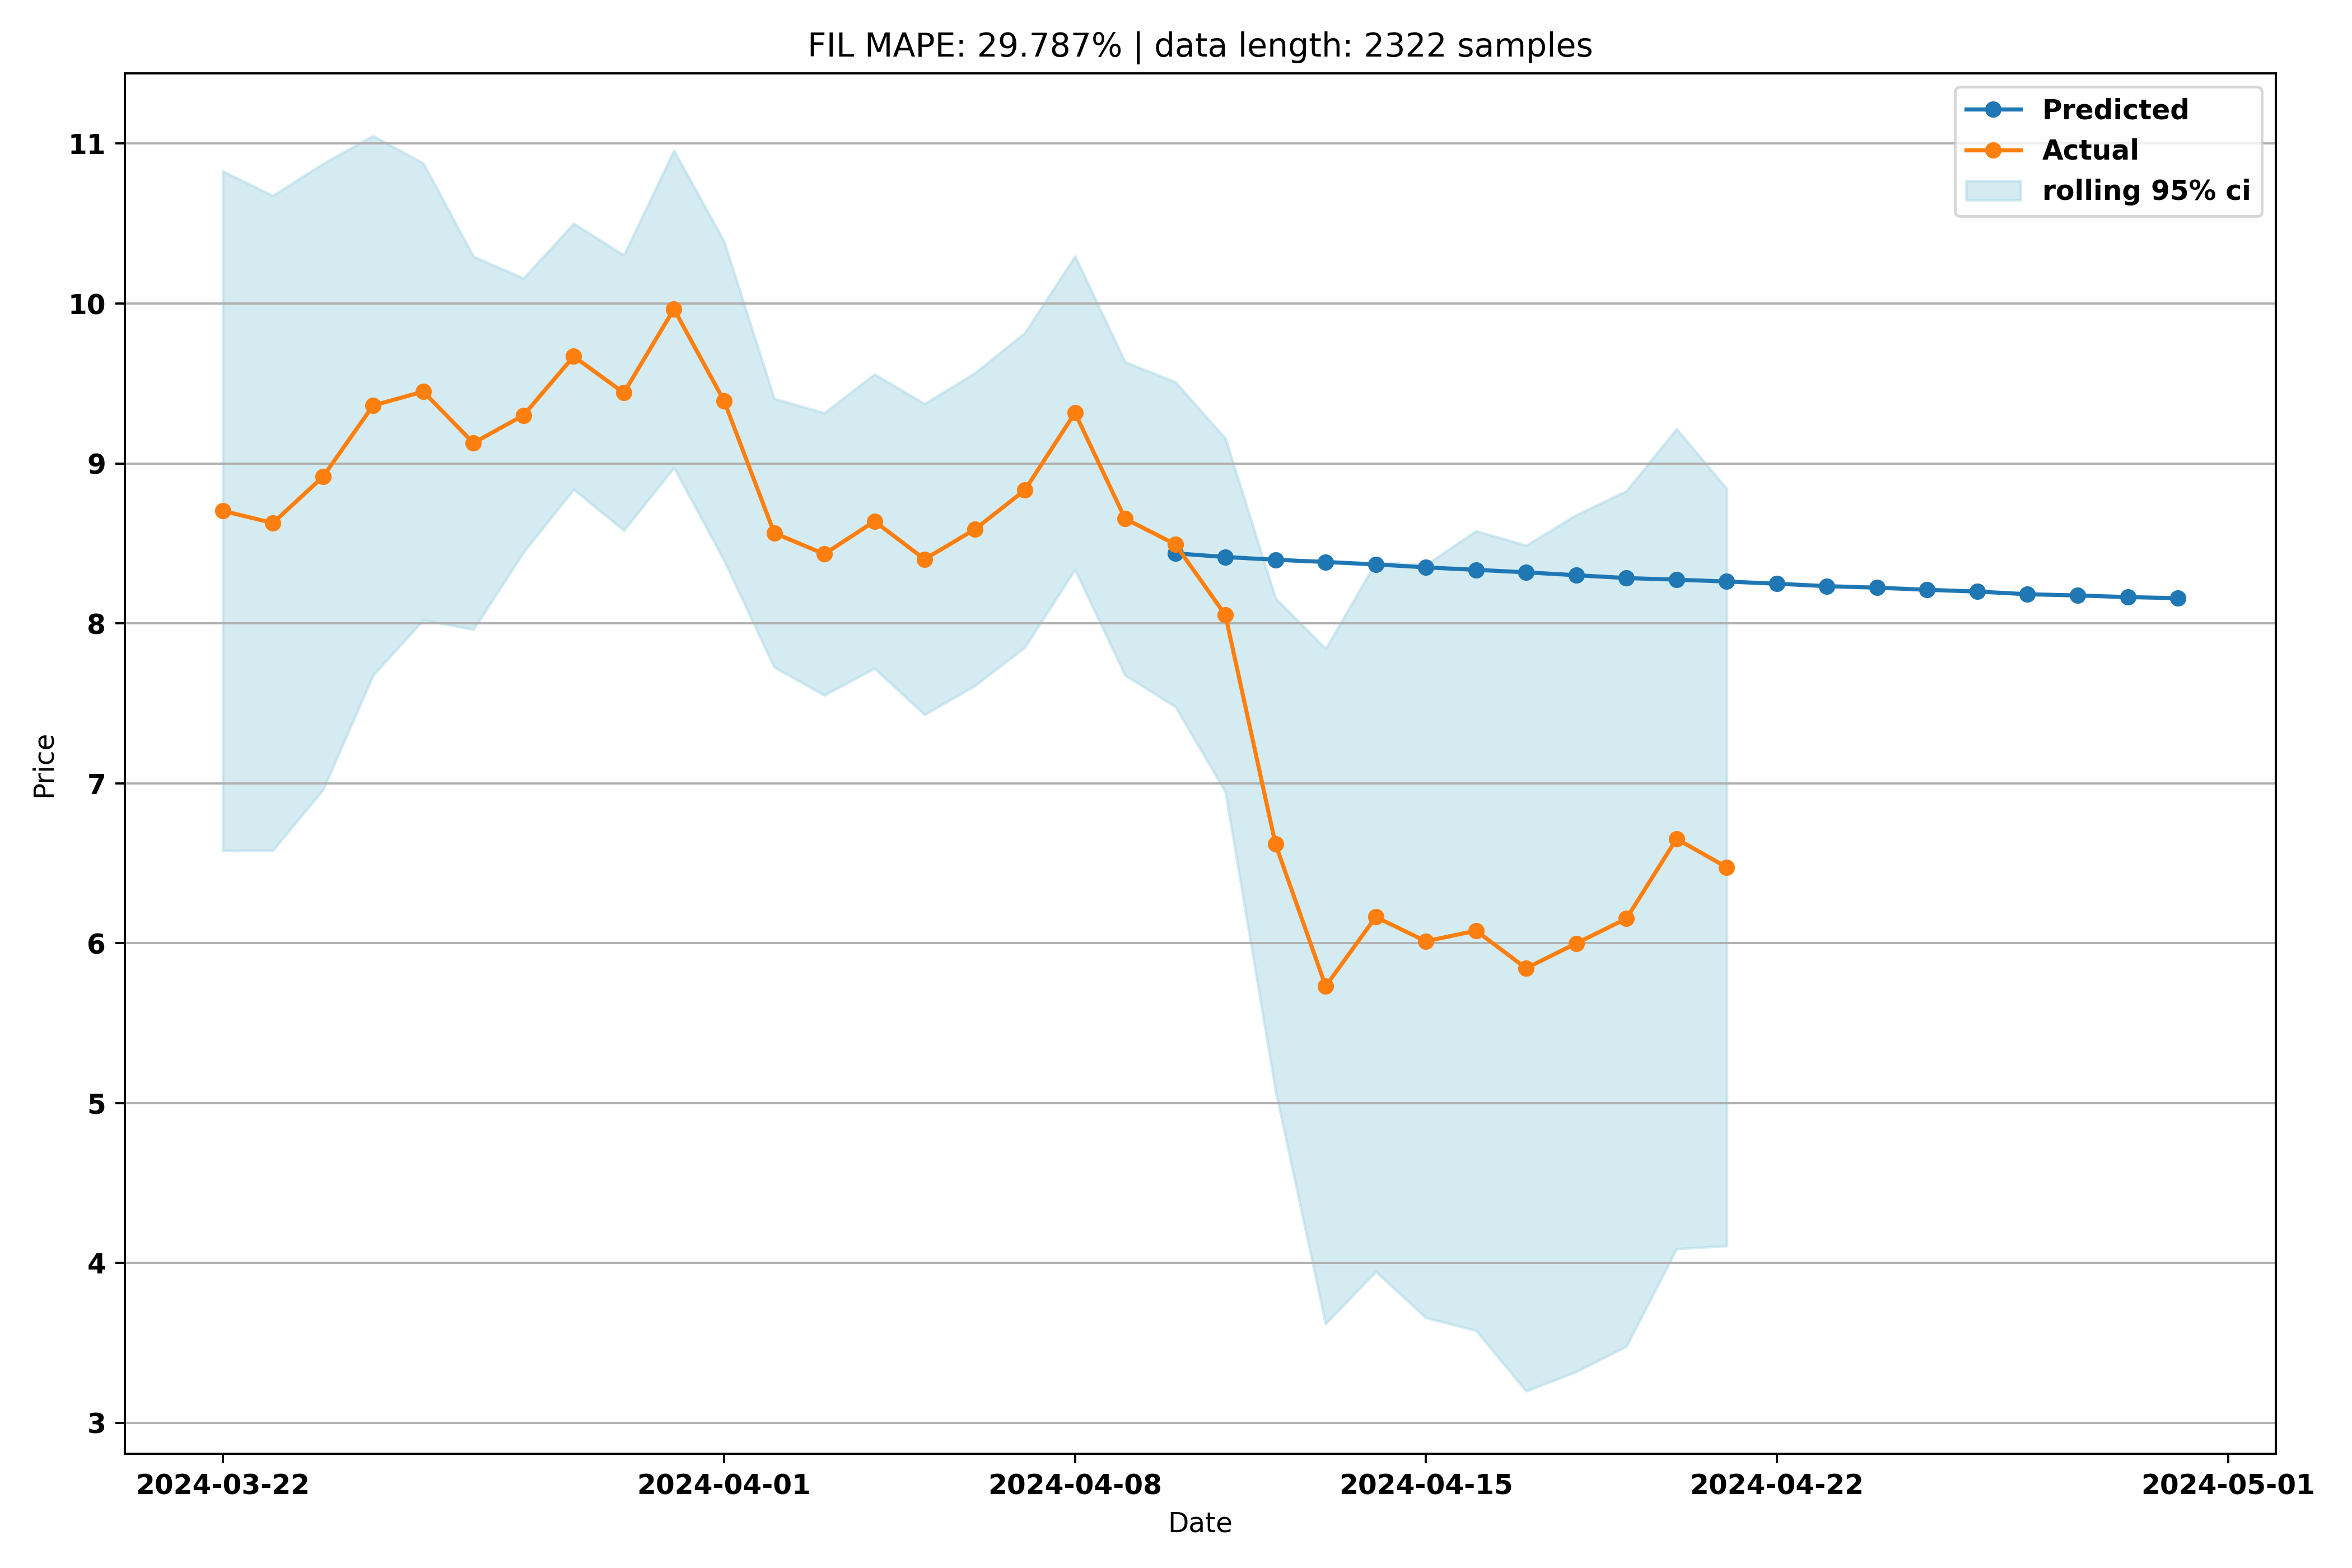 FIL MAPE: 29.787% | data length: 2322 samples
Predicted
Actual
rolling 95% ci
11
10
9
8
7
6
5
4
3
Price
2024-03-22
2024-04-01
2024-04-08
2024-04-15
2024-04-22
2024-05-01
Date